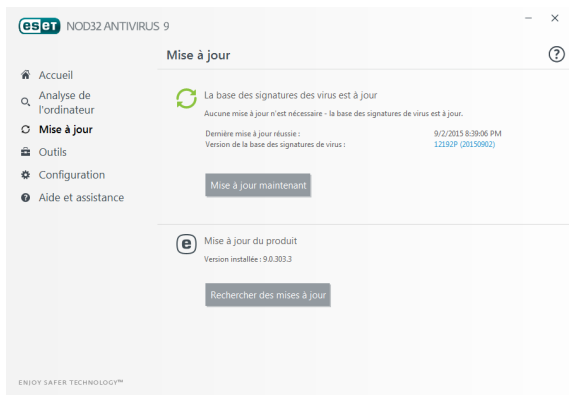 eset NOD32 ANTIVIRUS 9
Mise à jour
Accueil
Analyse de
l'ordinateur
Mise à jour
Outils
Configuration
Aide et assistance
La base des signatures des virus est à jour
Aucune mise à jour n'est nécessaire - la base des signatures de virus est à jour.
Dernière mise à jour réussie : 9/2/2015 8:39:06 PM
Version de la base des signatures de virus : 12192P (20150902)
Mise à jour maintenant
e Mise à jour du produit
Version installée : 9.0.303.3
Rechercher des mises à jour
ENJOY SAFER TECHNOLOGY™